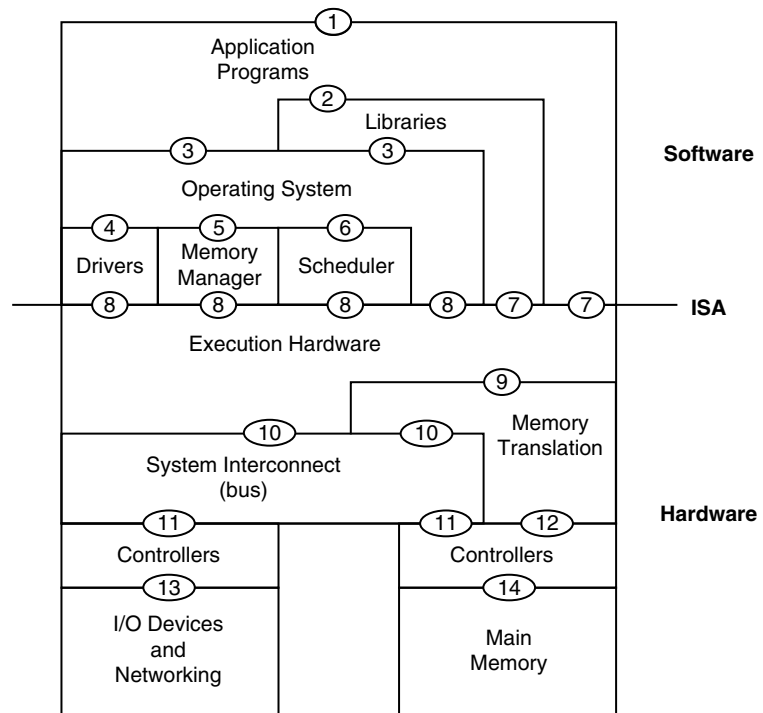 1
Application
Programs
2
Libraries
Software
3 3
Operating System
4 5 6
Drivers
Memory
Manager
Scheduler
8 8 8 8 7 7
ISA
Execution Hardware
9
Memory
Translation
10 10
System Interconnect
(bus)
Hardware
11 11 12
Controllers Controllers
13 14
I/O Devices
and
Networking
Main
Memory